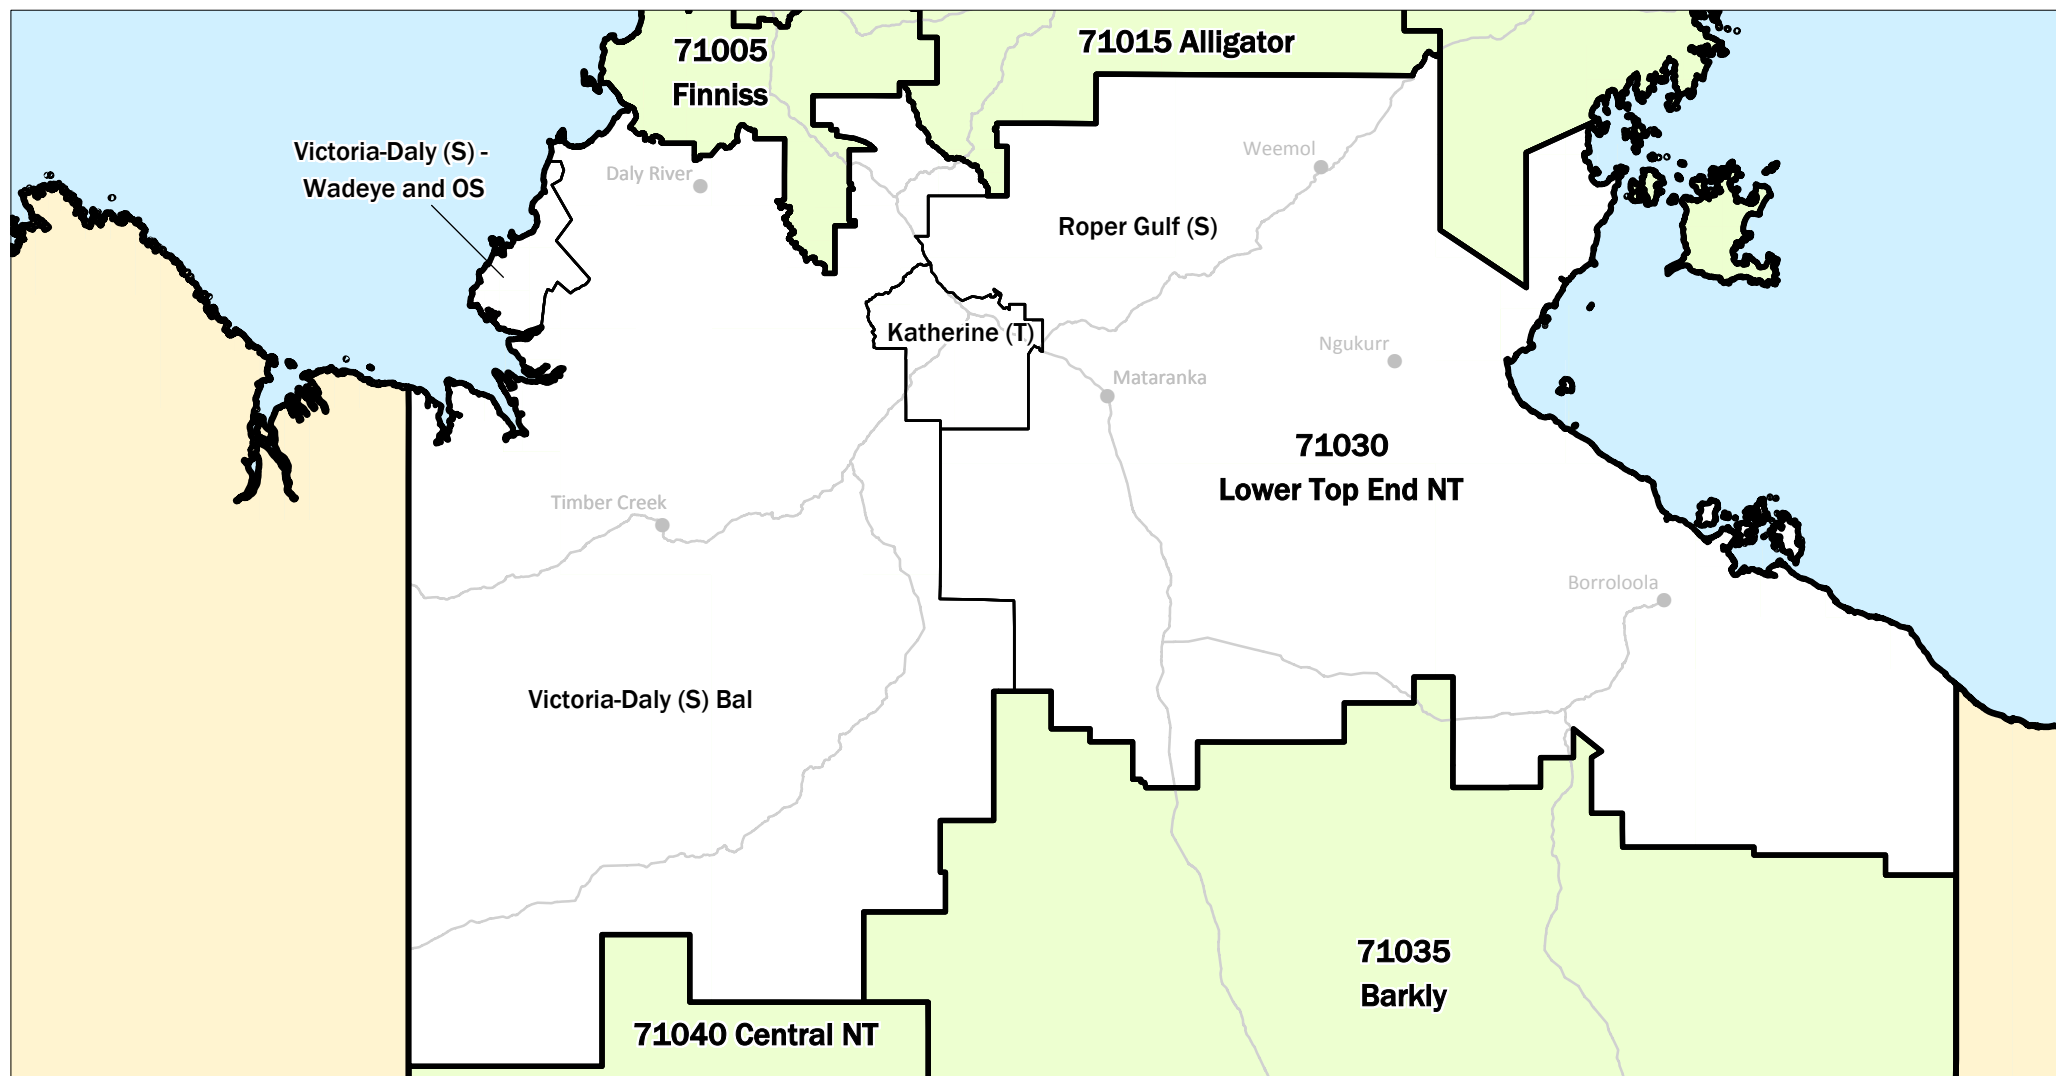 71005
Finniss
71015 Alligator
Victoria-Daly (S) -
Wadeye and OS
Daly River
Weemol
Roper Gulf (S)
Katherine (T)
Ngukurr
Mataranka
71030
Lower Top End NT
Timber Creek
Borroloola
Victoria-Daly (S) Bal
71035
Barkly
71040 Central NT